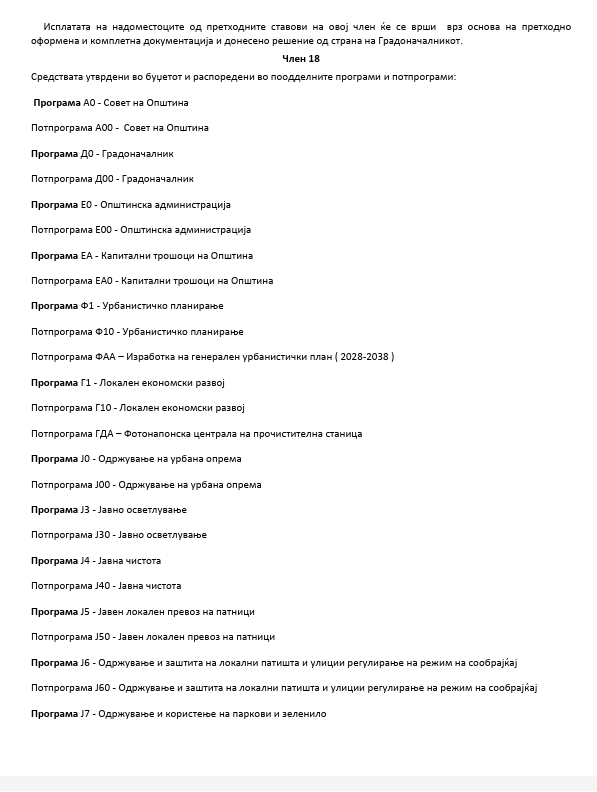 Исплатата на надоместоците од претходните ставови на овој член ќе се врши врз основа на претходно
оформена и комплетна документација и донесено решение од страна на Градоначалникот.
Член 18
Средствата утврдени во буџетот и распоредени во поодделните програми и потпрограми:
Програма А0 - Совет на Општина
Потпрограма А00 - Совет на Општина
Програма Д0 - Градоначалник
Потпрограма Д00 - Градоначалник
Програма Е0 - Општинска администрација
Потпрограма Е00 - Општинска администрација
Програма ЕА - Капитални трошоци на Општина
Потпрограма ЕА0 - Капитални трошоци на Општина
Програма Ф1 - Урбанистичко планирање
Потпрограма Ф10 - Урбанистичко планирање
Потпрограма ФАА – Изработка на генерален урбанистички план ( 2028-2038 )
Програма Г1 - Локален економски развој
Потпрограма Г10 - Локален економски развој
Потпрограма ГДА – Фотонапонска централа на прочистителна станица
Програма Ј0 - Одржување на урбана опрема
Потпрограма Ј00 - Одржување на урбана опрема
Програма Ј3 - Јавно осветлување
Потпрограма Ј30 - Јавно осветлување
Програма Ј4 - Јавна чистота
Потпрограма Ј40 - Јавна чистота
Програма Ј5 - Јавен локален превоз на патници
Потпрограма Ј50 - Јавен локален превоз на патници
Програма Ј6 - Одржување и заштита на локални патишта и улиции регулирање на режим на сообрајќај
Потпрограма Ј60 - Одржување и заштита на локални патишта и улиции регулирање на режим на сообрајќај
Програма Ј7 - Одржување и користење на паркови и зеленило